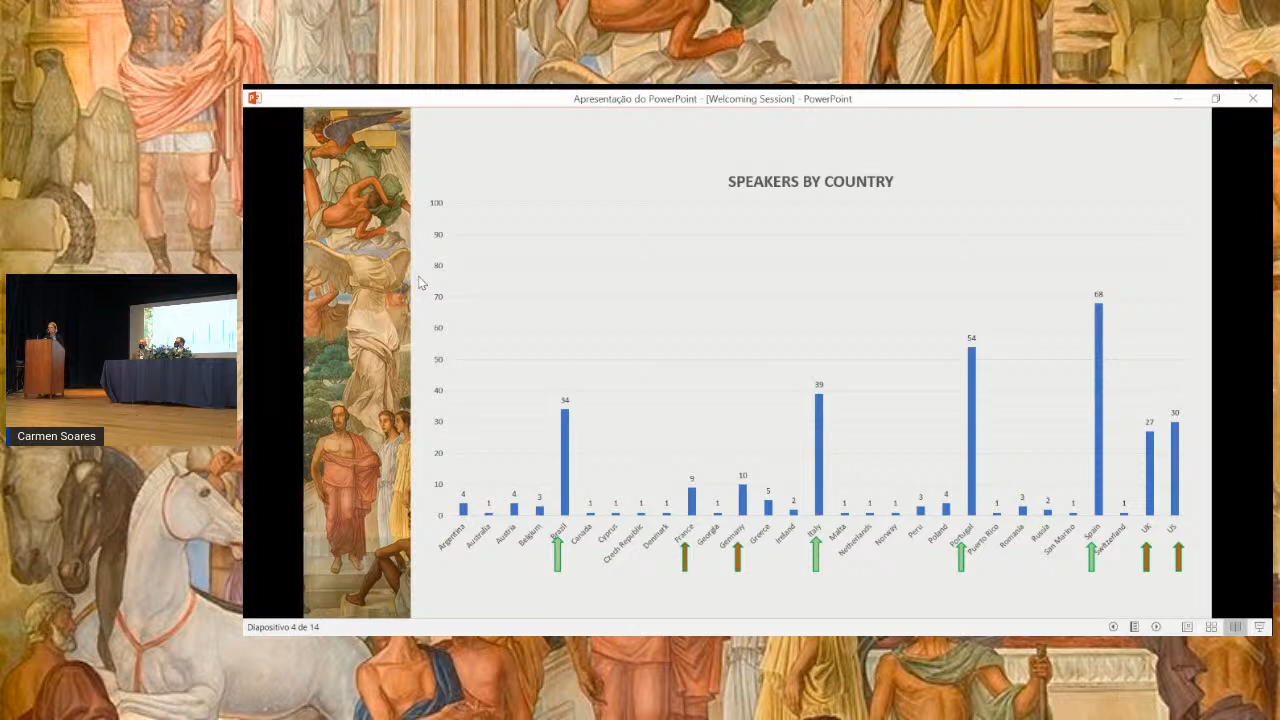 Apresentação do PowerPoint - [Welcoming Session] - PowerPoint
SPEAKERS BY COUNTRY
100
90
80
70
60
50
40
30
20
10
0
4
1
4
3
34
1
1
1
1
9
1
10
5
2
39
1
1
1
3
4
54
1
3
2
1
68
1
27
30
Argentina
Australia
Austria
Belgium
Brasil
Canada
Cyprus
Czech Republic
Denmark
France
Georgia
Germany
Greece
Ireland
Italy
Malta
Netherlands
Norway
Peru
Poland
Portugal
Puerto Rico
Romania
Russia
San Marino
Spain
Switzerland
UK
US
Carmen Soares
Diapositivo 4 de 14